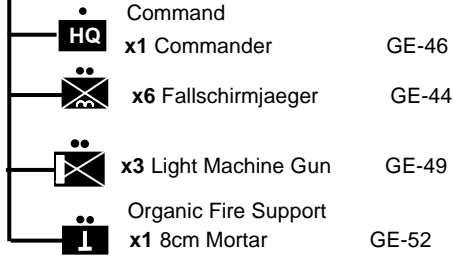 Command
HQ x1 Commander GE-46
x6 Fallschirmjaeger GE-44
x3 Light Machine Gun GE-49
Organic Fire Support
x1 8cm Mortar GE-52